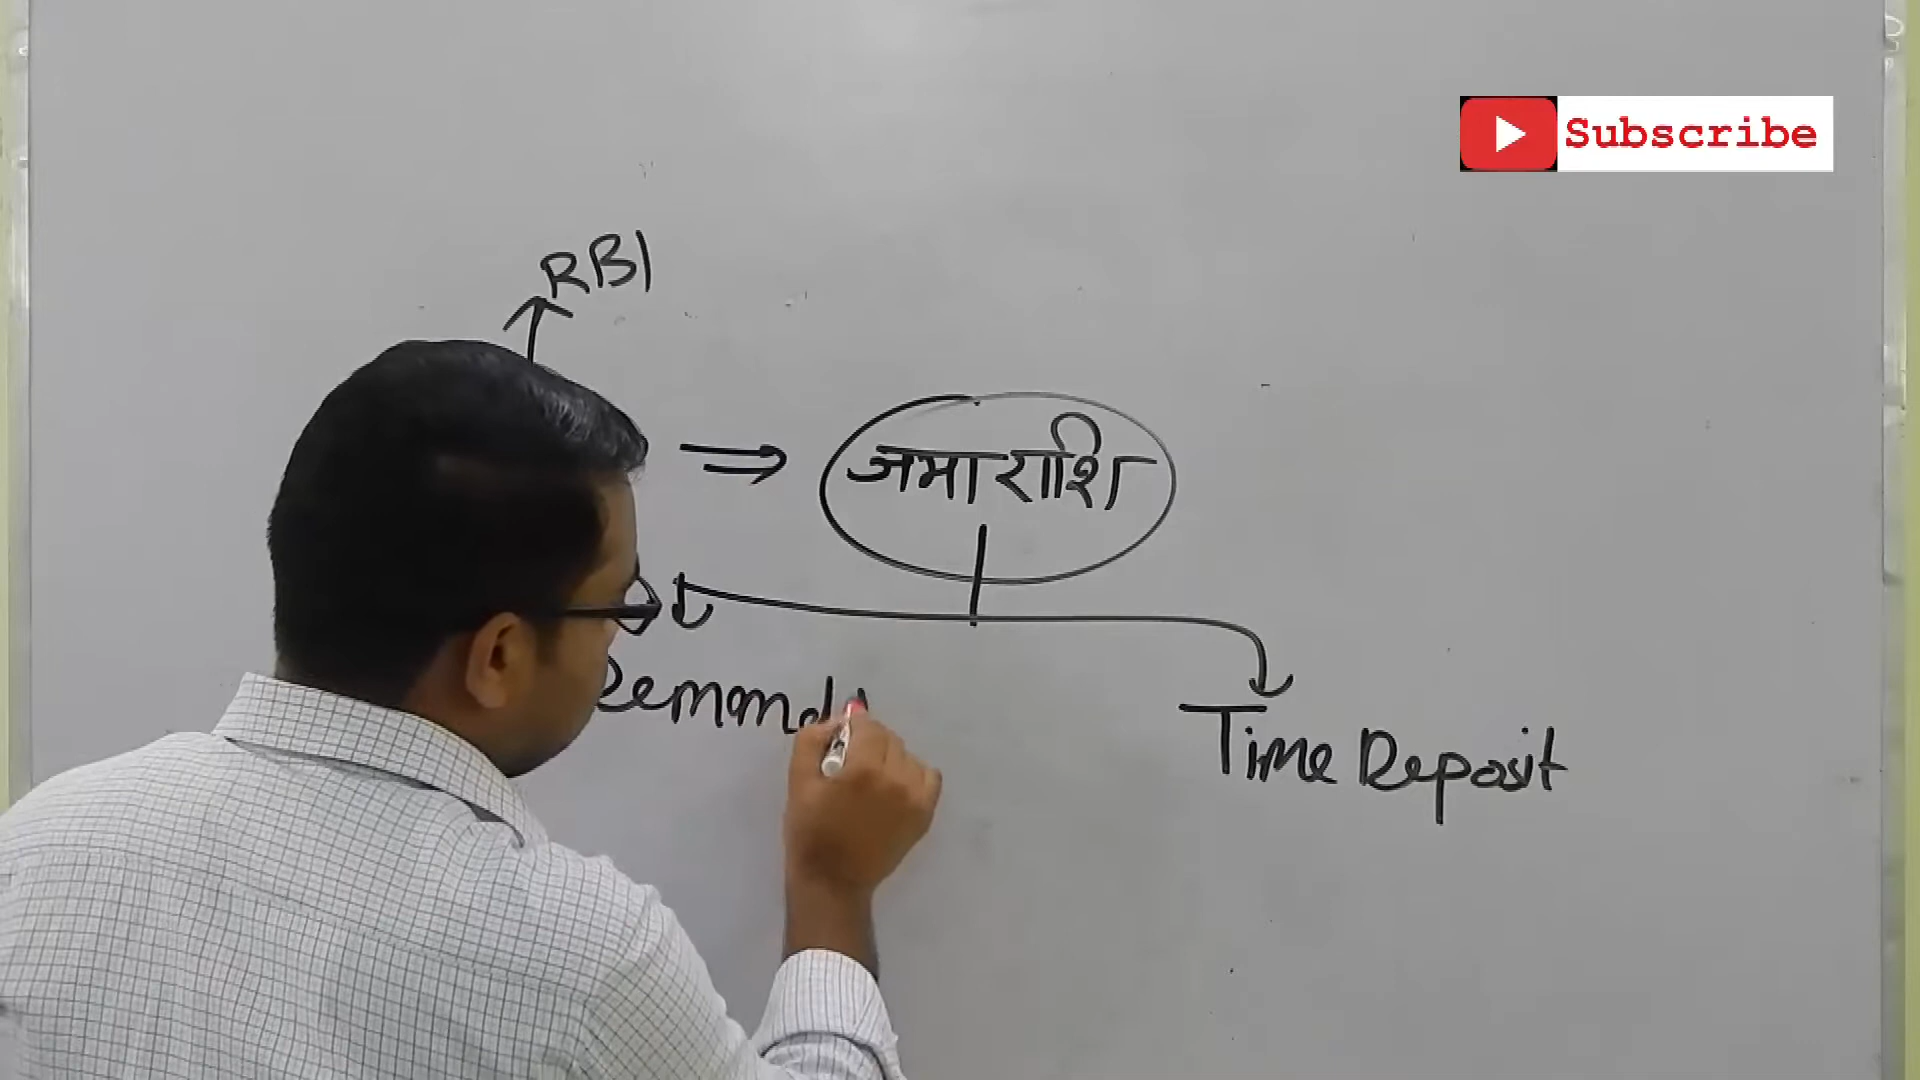 Subscribe
RBI
⇒ जमा राशि
Demand
Time Deposit